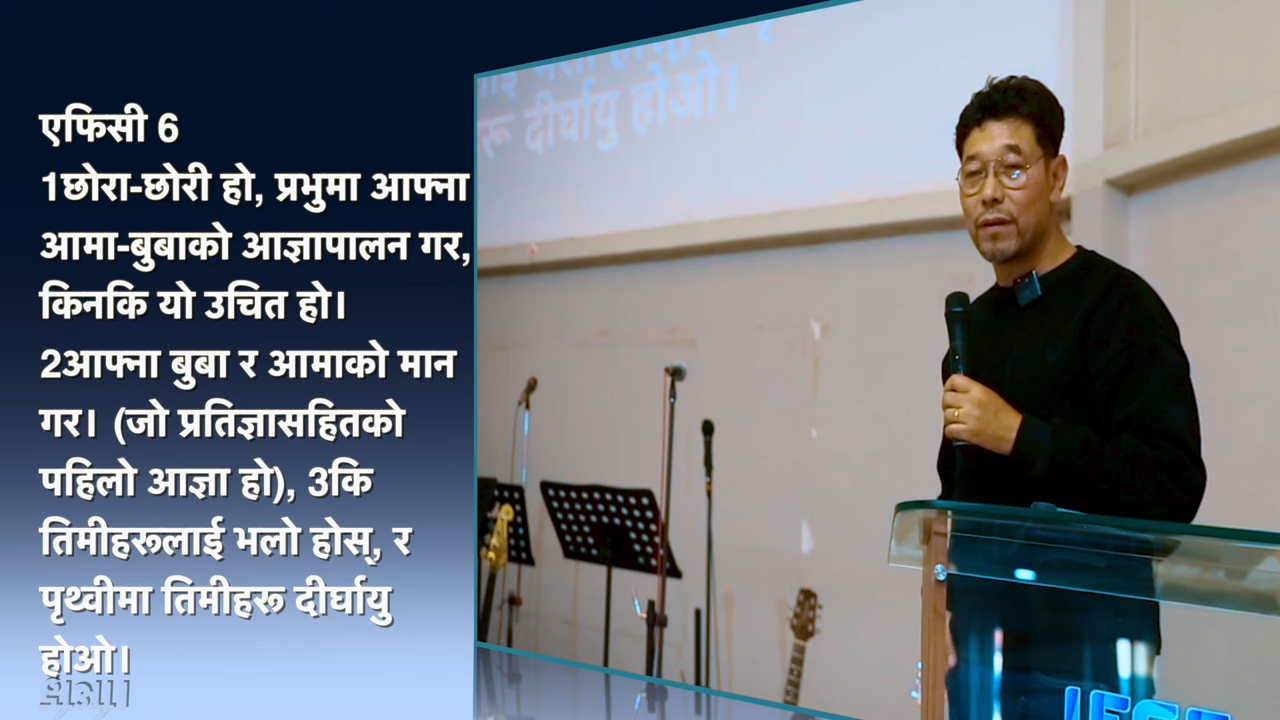 एफिसी 6
1छोरा-छोरी हो, प्रभुमा आफ्ना
आमा-बुबाको आज्ञापालन गर,
किनकि यो उचित हो।
2आफ्ना बुबा र आमाको मान
गर। (जो प्रतिज्ञासहितको
पहिलो आज्ञा हो), 3कि
तिमीहरूलाई भलो होस्, र
पृथ्वीमा तिमीहरू दीर्घायु
होओ।
दीर्घायु होओ।